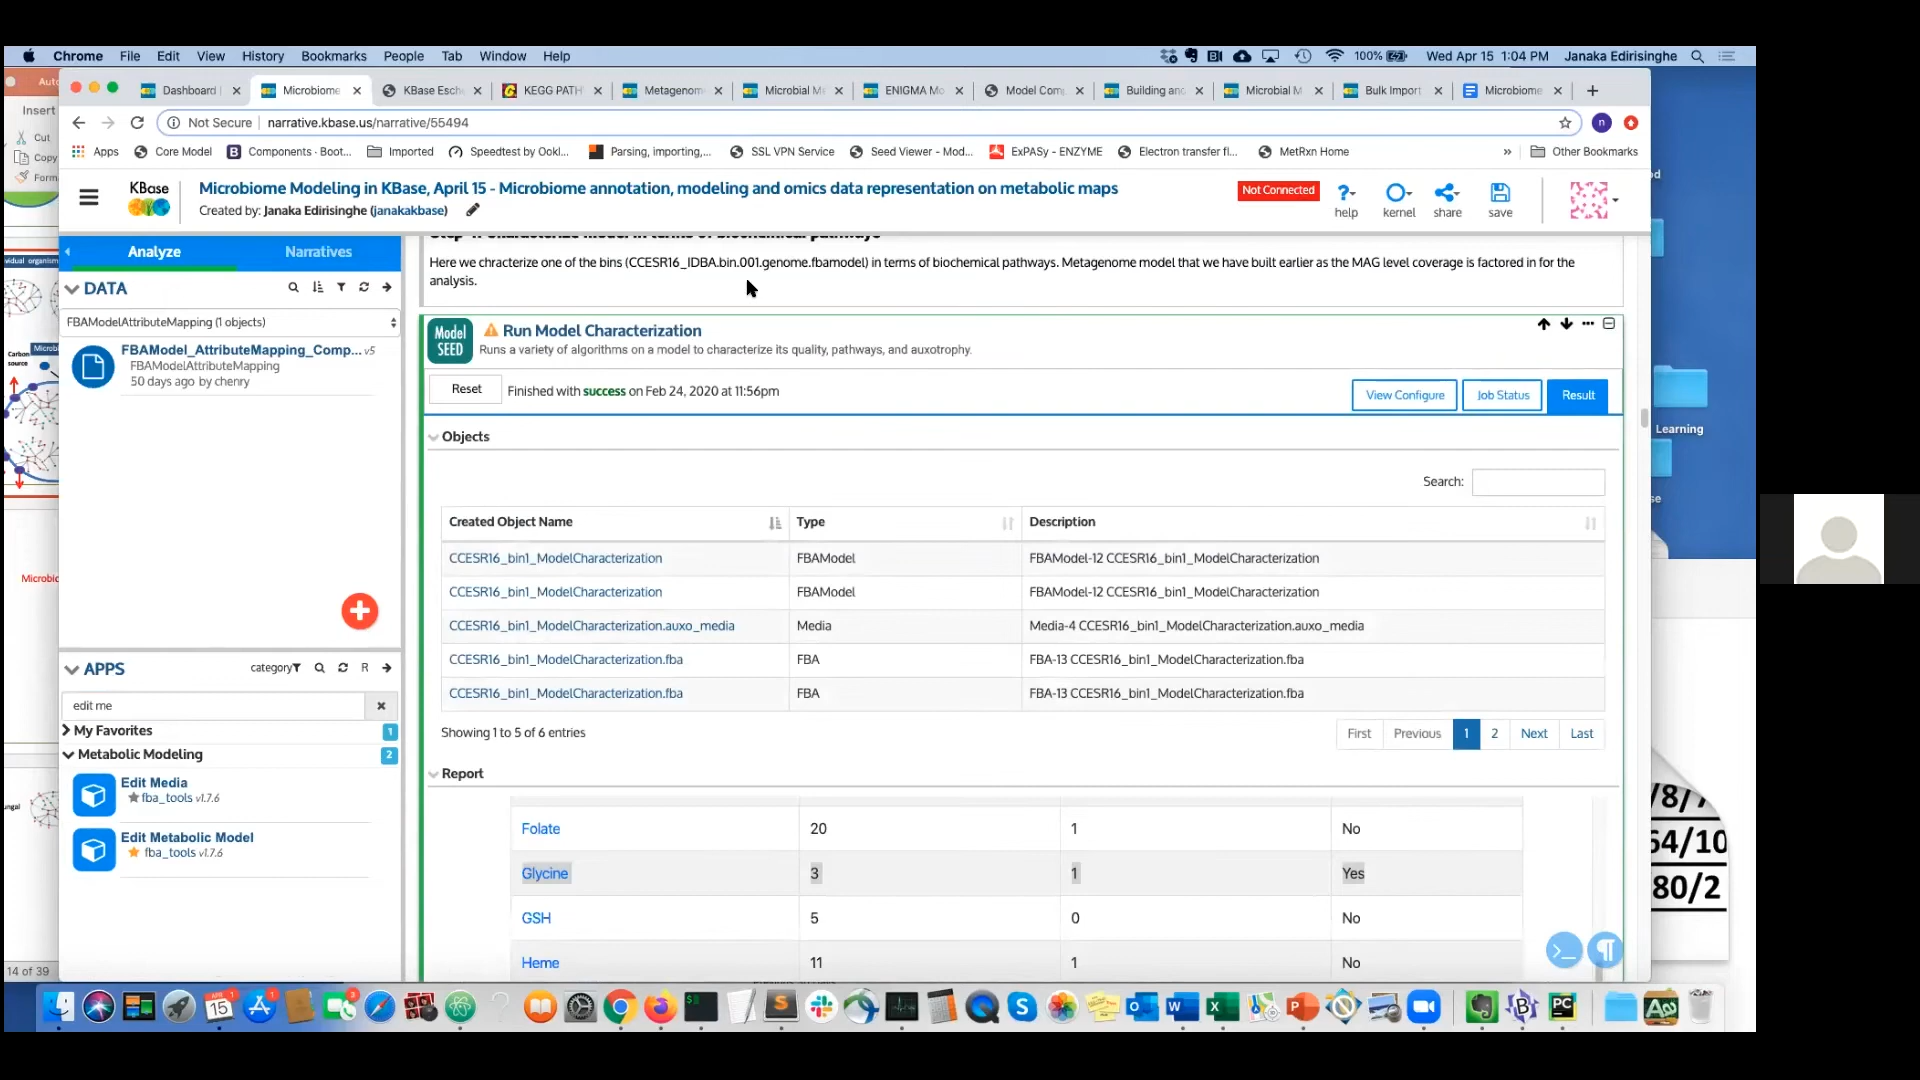 Chrome File Edit View History Bookmarks People Tab Window Help 100% Wed Apr 15 1:04 PM Janaka Edirisinghe
Dashboard Microbiome KBase Esch KEGG PATH Metagenom Microbial M ENIGMA Mo Model Com Building and Microbial M Bulk Import Microbiome
Not Secure narrative.kbase.us/narrative/55494
Apps Core Model Components - Boot... Imported Speedtest by Ookl... Parsing, importing,... SSL VPN Service Seed Viewer - Mod... ExPASy - ENZYME Electron transfer fl... MetRxn Home » Other Bookmarks
KBase
Microbiome Modeling in KBase, April 15 - Microbiome annotation, modeling and omics data representation on metabolic maps
Created by: Janaka Edirisinghe (janakakbase)
Not Connected
help kernel share save
Insert
Cut
Copy
Form
Analyze Narratives
DATA
FBAModelAttributeMapping (1 objects)
FBAModel_AttributeMapping_Comp... v5
FBAModelAttributeMapping
50 days ago by chenry
APPS category R
edit me
My Favorites 1
Metabolic Modeling 2
Edit Media
fba_tools v1.7.6
Edit Metabolic Model
fba_tools v1.7.6
Here we chracterize one of the bins (CCESR16_IDBA.bin.001.genome.fbamodel) in terms of biochemical pathways. Metagenome model that we have built earlier as the MAG level coverage is factored in for the
analysis.
Model SEED
Run Model Characterization
Runs a variety of algorithms on a model to characterize its quality, pathways, and auxotrophy.
Reset Finished with success on Feb 24, 2020 at 11:56pm View Configure Job Status Result
Objects
Search:
Created Object Name Type Description
CCESR16_bin1_ModelCharacterization FBAModel FBAModel-12 CCESR16_bin1_ModelCharacterization
CCESR16_bin1_ModelCharacterization FBAModel FBAModel-12 CCESR16_bin1_ModelCharacterization
CCESR16_bin1_ModelCharacterization.auxo_media Media Media-4 CCESR16_bin1_ModelCharacterization.auxo_media
CCESR16_bin1_ModelCharacterization.fba FBA FBA-13 CCESR16_bin1_ModelCharacterization.fba
CCESR16_bin1_ModelCharacterization.fba FBA FBA-13 CCESR16_bin1_ModelCharacterization.fba
Showing 1 to 5 of 6 entries First Previous 1 2 Next Last
Report
Folate 20 1 No
Glycine 3 1 Yes
GSH 5 0 No
Heme 11 1 No
Carbon
source
14 of 39
Learning
64/10
80/2